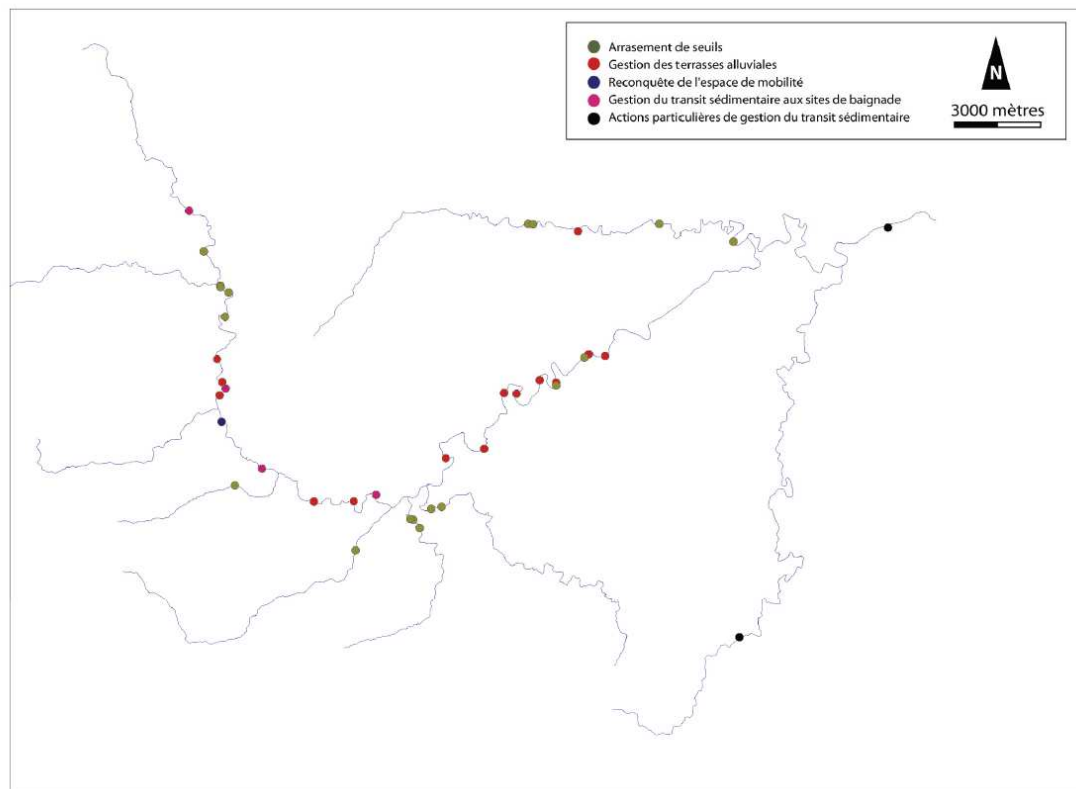 Arrasement de seuils
Gestion des terrasses alluviales
Reconquête de l'espace de mobilité
Gestion du transit sédimentaire aux sites de baignade
Actions particulières de gestion du transit sédimentaire
N
3000 mètres